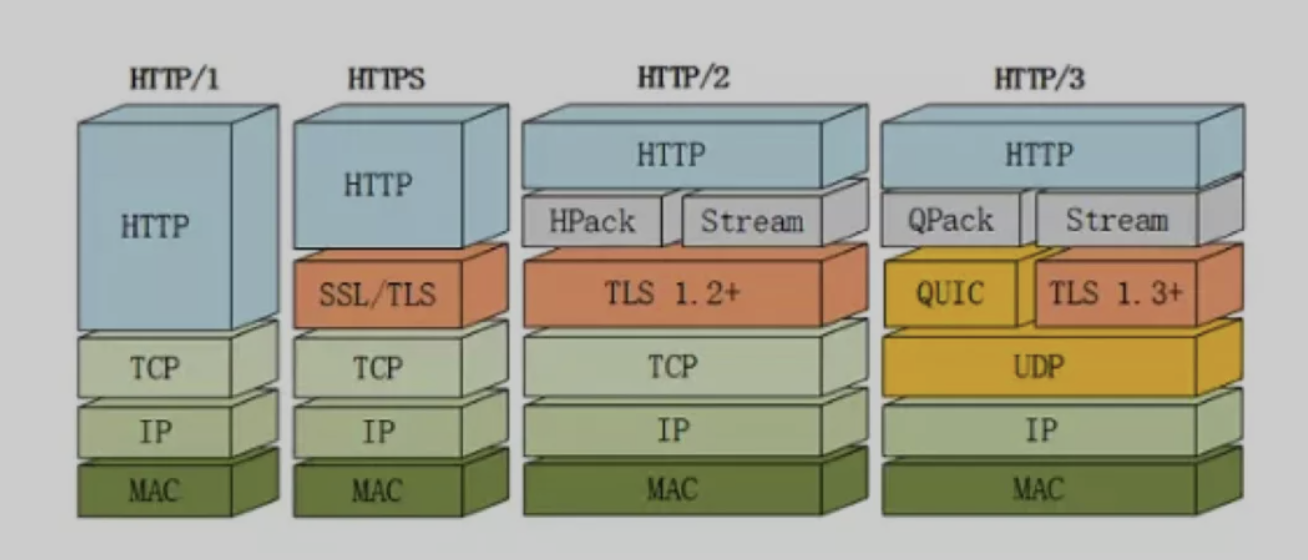 HTTP/1
HTTPS
HTTP/2
HTTP/3
HTTP
TCP
IP
MAC
HTTP
SSL/TLS
TCP
IP
MAC
HTTP
HPack
Stream
TLS 1.2+
TCP
IP
MAC
HTTP
QPack
Stream
QUIC
TLS 1.3+
UDP
IP
MAC